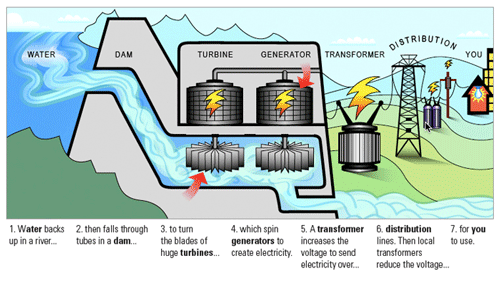 WATER DAM TURBINE GENERATOR TRANSFORMER DISTRIBUTION YOU
1. Water backs
up in a river...
2. then falls through
tubes in a dam...
3. to turn
the blades of
huge turbines...
4. which spin
generators to
create electricity.
5. A transformer
increases the
voltage to send
electricity over...
6. distribution
lines. Then local
transformers
reduce the voltage...
7. for you
to use.